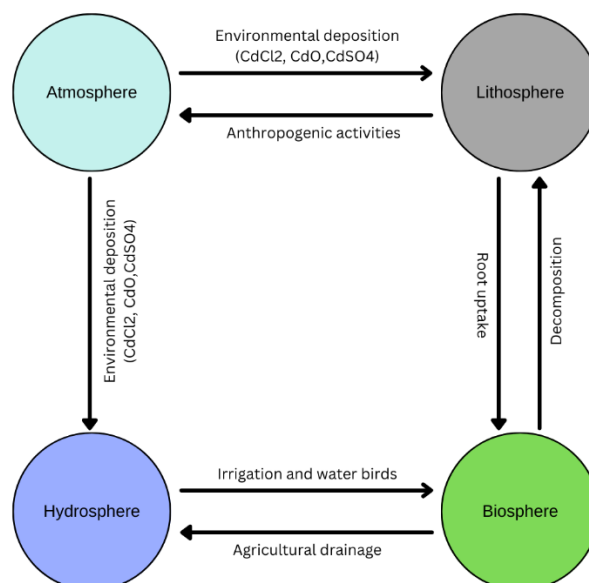 Environmental deposition
(CdCl2, CdO,CdSO4)
Atmosphere
Lithosphere
Anthropogenic activities
Environmental deposition
(CdCl2, CdO,CdSO4)
Root uptake
Decomposition
Irrigation and water birds
Hydrosphere
Biosphere
Agricultural drainage